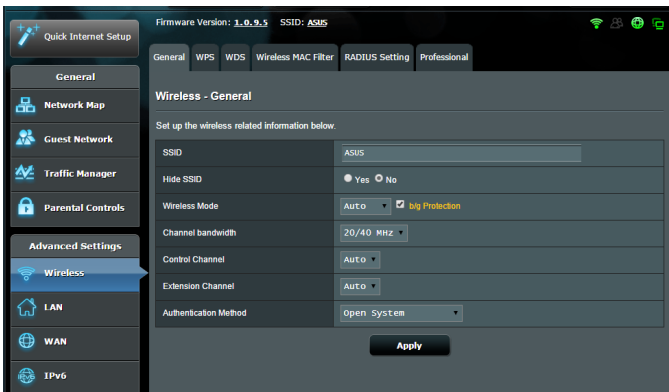 Quick Internet Setup
Firmware Version: 1.0.9.5 SSID: ASUS
General WPS WDS Wireless MAC Filter RADIUS Setting Professional
General
Network Map
Guest Network
Traffic Manager
Parental Controls
Advanced Settings
Wireless
LAN
WAN
IPv6
Wireless - General
Set up the wireless related information below.
SSID ASUS
Hide SSID Yes No
Wireless Mode Auto b/g Protection
Channel bandwidth 20/40 MHz
Control Channel Auto
Extension Channel Auto
Authentication Method Open System
Apply